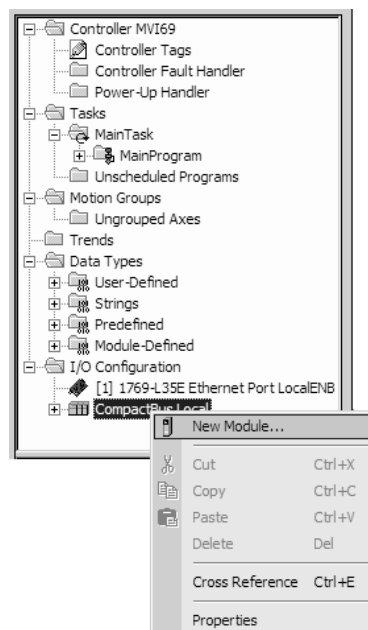 Controller MVI69
Controller Tags
Controller Fault Handler
Power-Up Handler
Tasks
MainTask
MainProgram
Unscheduled Programs
Motion Groups
Ungrouped Axes
Trends
Data Types
User-Defined
Strings
Predefined
Module-Defined
I/O Configuration
[1] 1769-L35E Ethernet Port LocalENB
CompactBus Local
New Module...
Cut Ctrl+X
Copy Ctrl+C
Paste Ctrl+V
Delete Del
Cross Reference Ctrl+E
Properties